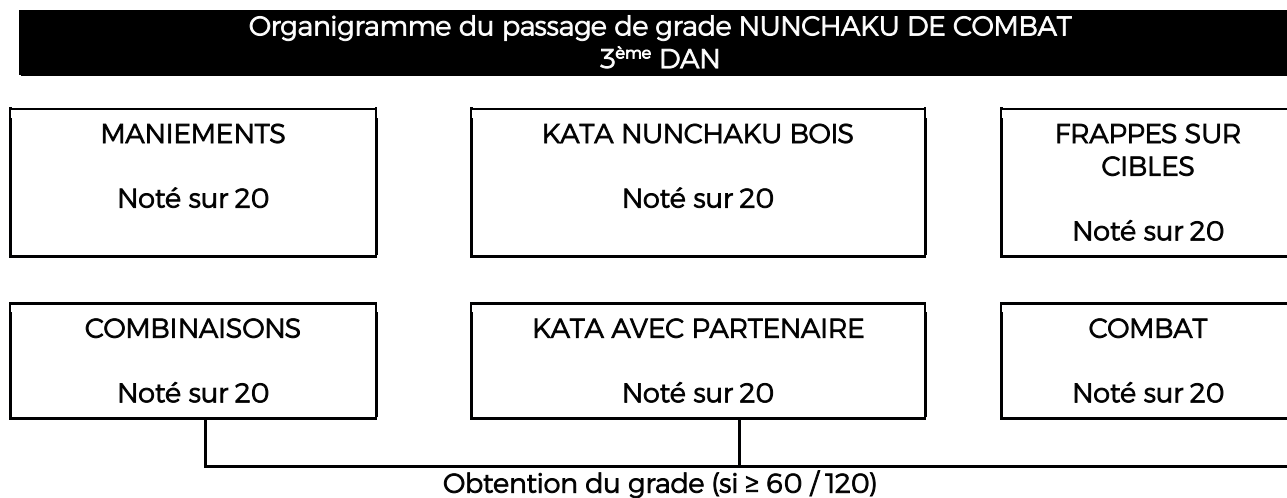 Organigramme du passage de grade NUNCHAKU DE COMBAT
3ème DAN
MANIEMENTS
Noté sur 20
KATA NUNCHAKU BOIS
Noté sur 20
FRAPPES SUR
CIBLES
Noté sur 20
COMBINAISONS
Noté sur 20
KATA AVEC PARTENAIRE
Noté sur 20
COMBAT
Noté sur 20
Obtention du grade (si ≥ 60 / 120)